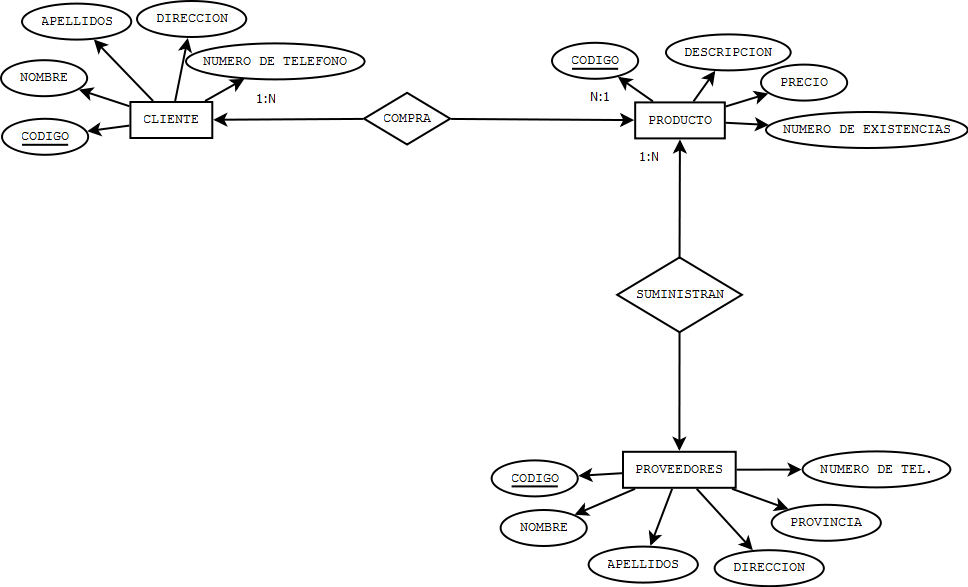 APELLIDOS
DIRECCION
NUMERO DE TELEFONO
NOMBRE
CODIGO
CLIENTE
1:N
COMPRA
CODIGO
DESCRIPCION
PRECIO
N:1
PRODUCTO
NUMERO DE EXISTENCIAS
1:N
SUMINISTRAN
PROVEEDORES
NUMERO DE TEL.
CODIGO
NOMBRE
PROVINCIA
APELLIDOS
DIRECCION